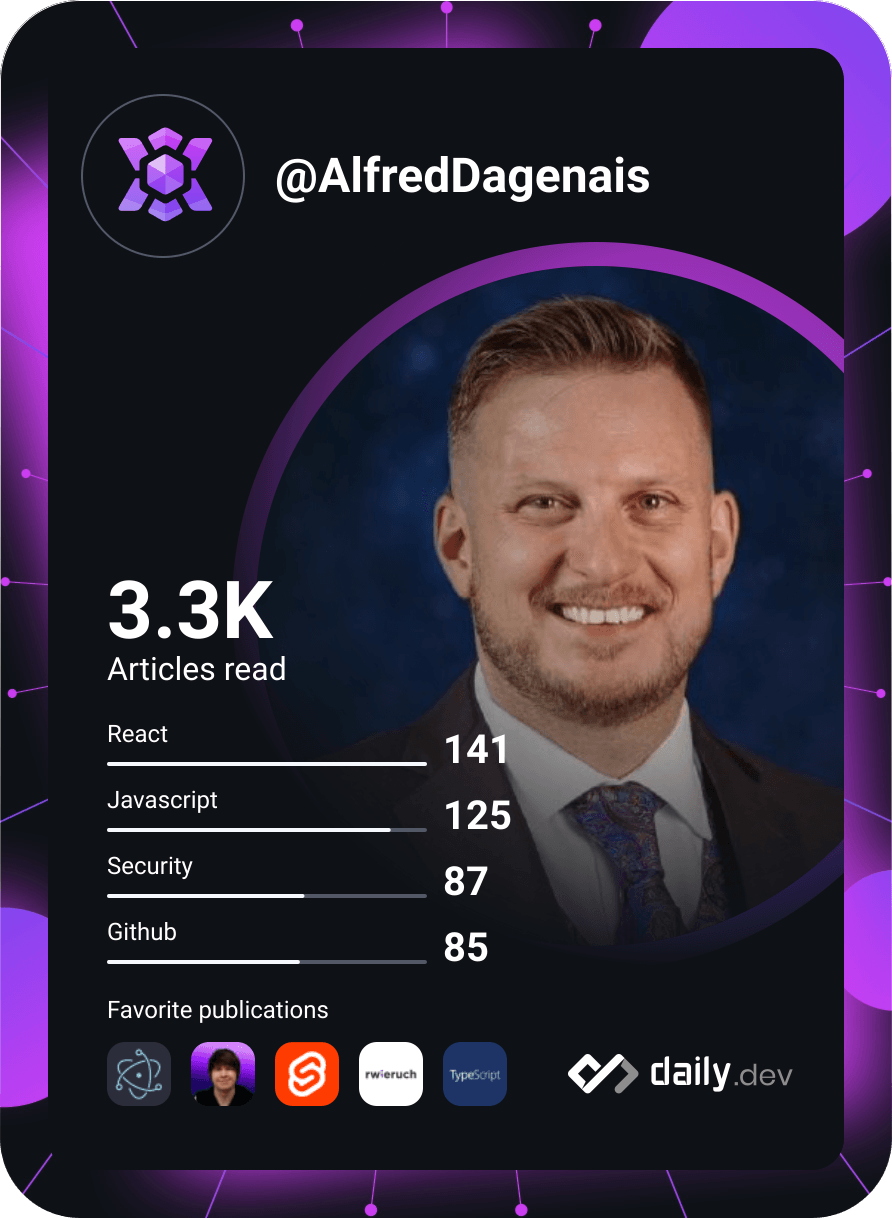 @AlfredDagenais
3.3K
Articles read
React
141
Javascript
125
Security
87
Github
85
Favorite publications
rwieruch
TypeScript
daily.dev